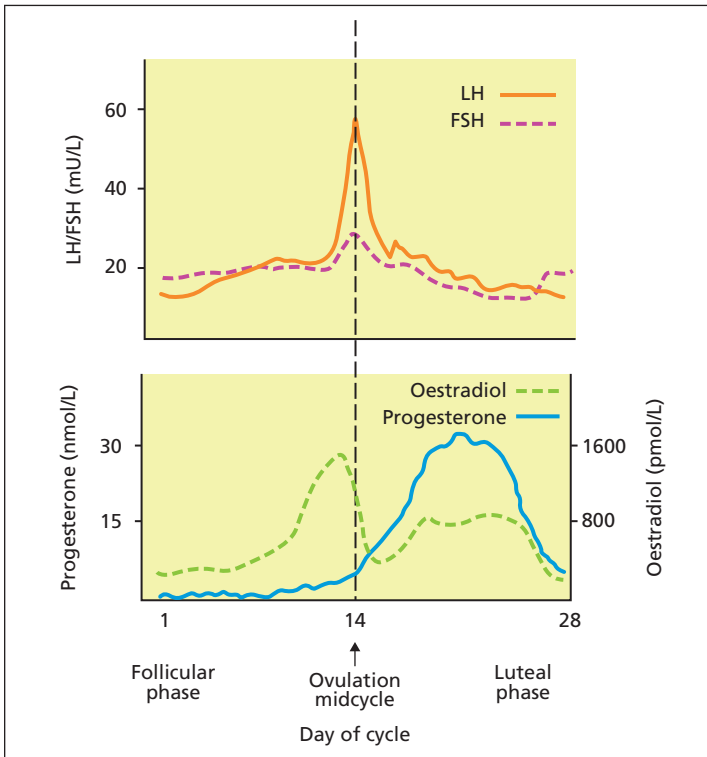 LH
FSH
60
40
20
LH/FSH (mU/L)
Oestradiol
Progesterone
30
15
Progesterone (nmol/L)
1600
800
Oestradiol (pmol/L)
1 14 28
Follicular
phase
Ovulation
midcycle
Luteal
phase
Day of cycle